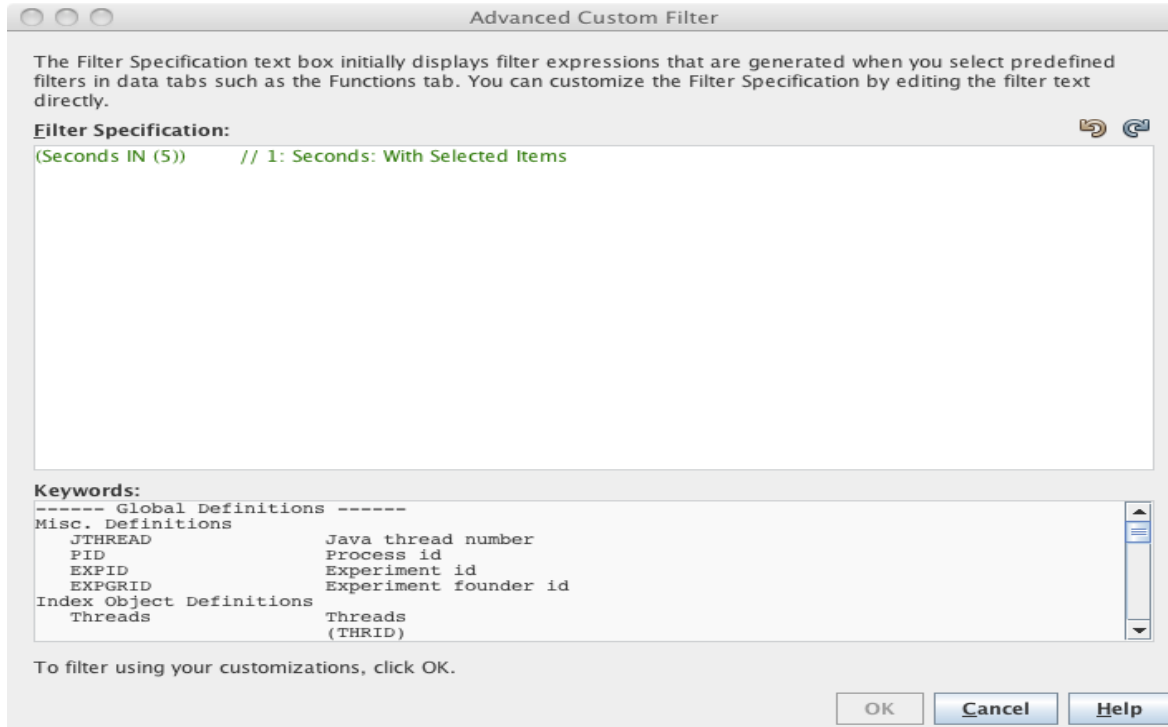 Advanced Custom Filter
The Filter Specification text box initially displays filter expressions that are generated when you select predefined
filters in data tabs such as the Functions tab. You can customize the Filter Specification by editing the filter text
directly.
Filter Specification:
(Seconds IN (5))      // 1: Seconds: With Selected Items
Keywords:
------ Global Definitions ------
Misc. Definitions
   JTHREAD                Java thread number
   PID                    Process id
   EXPID                  Experiment id
   EXPGRID                Experiment founder id
Index Object Definitions
   Threads                Threads
                          (THRID)
To filter using your customizations, click OK.
OK   Cancel   Help